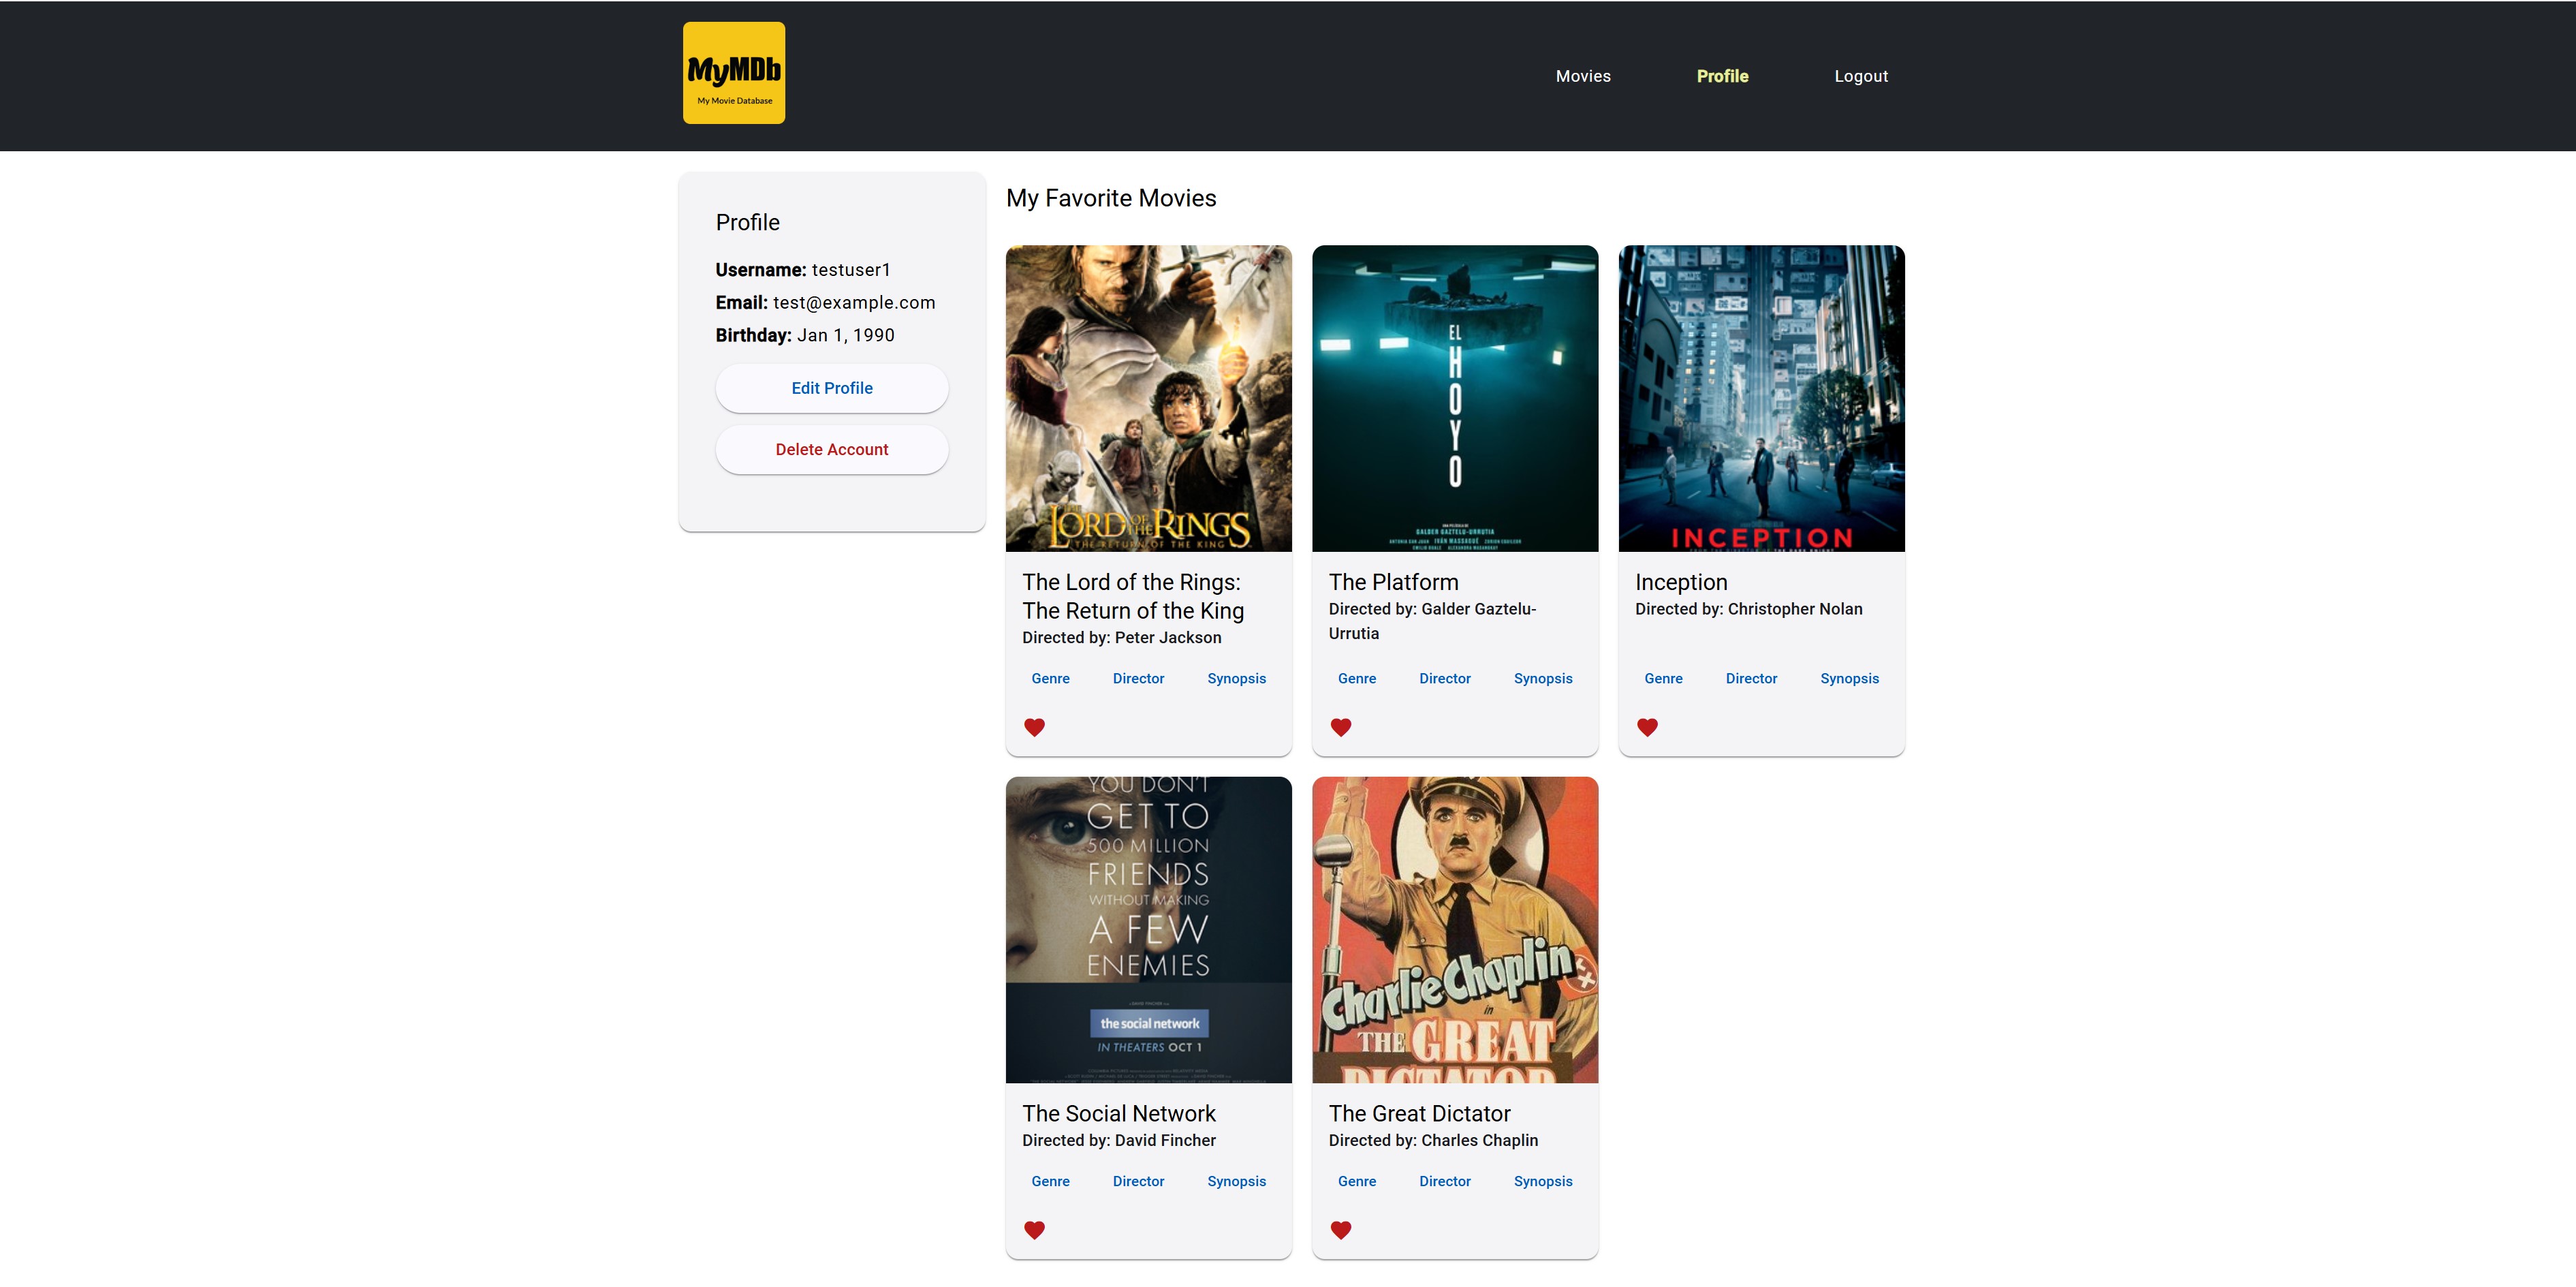 MyMDb
My Movie Database
Movies
Profile
Logout
Profile
Username: testuser1
Email: test@example.com
Birthday: Jan 1, 1990
Edit Profile
Delete Account
My Favorite Movies
THE LORD OF THE RINGS
THE RETURN OF THE KING
The Lord of the Rings:
The Return of the King
Directed by: Peter Jackson
Genre
Director
Synopsis
EL
HOYO
GALDER GAZTELU-URRUTIA
The Platform
Directed by: Galder Gaztelu-
Urrutia
Genre
Director
Synopsis
INCEPTION
Inception
Directed by: Christopher Nolan
Genre
Director
Synopsis
YOU DON'T
GET TO
500 MILLION
FRIENDS
WITHOUT MAKING
A FEW
ENEMIES
the social network
IN THEATERS OCT 1
The Social Network
Directed by: David Fincher
Genre
Director
Synopsis
Charlie Chaplin
in
THE GREAT
DICTATOR
The Great Dictator
Directed by: Charles Chaplin
Genre
Director
Synopsis